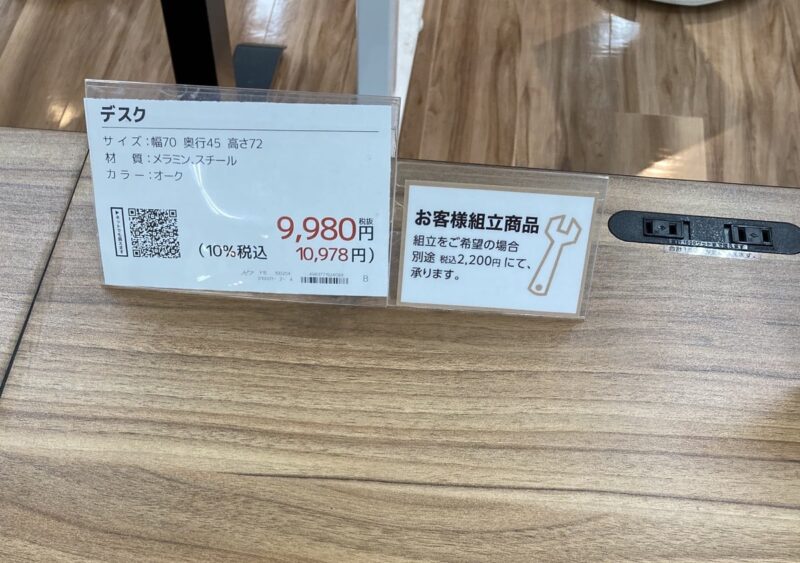 デスク
サイズ：幅70 奥行45 高さ72
材 質：メラミン、スチール
カラー：オーク
9,980円 税抜
（10%税込 10,978円）
B
お客様組立商品
組立をご希望の場合
別途 税込2,200円 にて、
承ります。